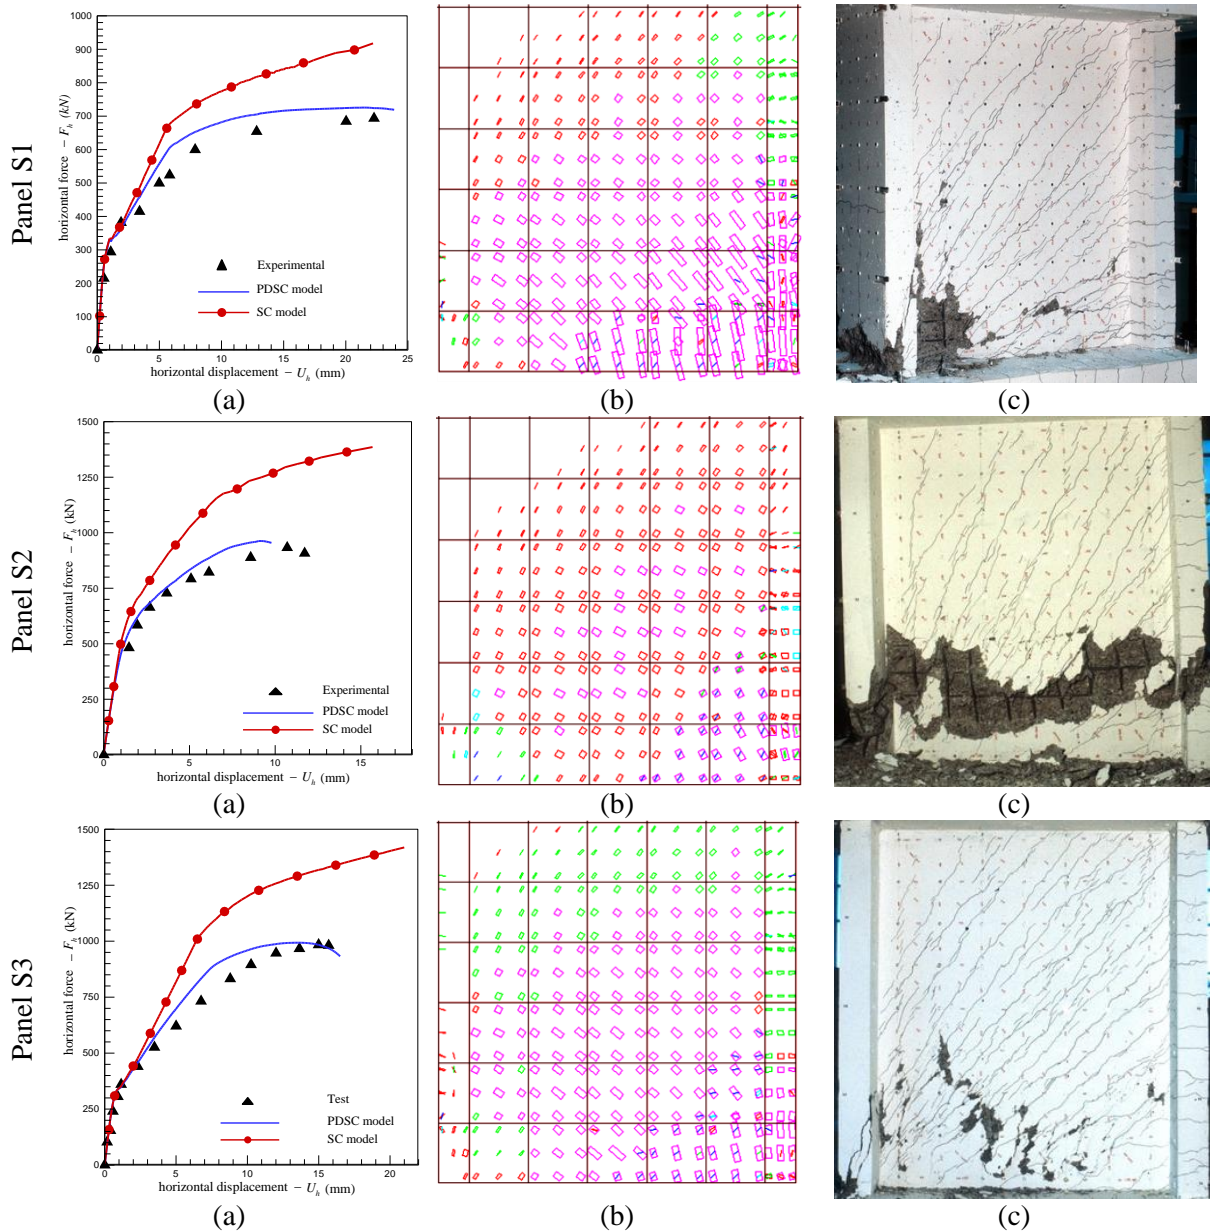 Panel S1
horizontal force – F_h (kN)
1000
900
800
700
600
500
400
300
200
100
0
Experimental
PDSC model
SC model
0 5 10 15 20 25
horizontal displacement – U_h (mm)
(a) (b) (c)
Panel S2
horizontal force – F_h (kN)
1500
1250
1000
750
500
250
0
Experimental
PDSC model
SC model
0 5 10 15
horizontal displacement – U_h (mm)
(a) (b) (c)
Panel S3
horizontal force – F_h (kN)
1500
1250
1000
750
500
250
0
Test
PDSC model
SC model
0 5 10 15 20
horizontal displacement – U_h (mm)
(a) (b) (c)